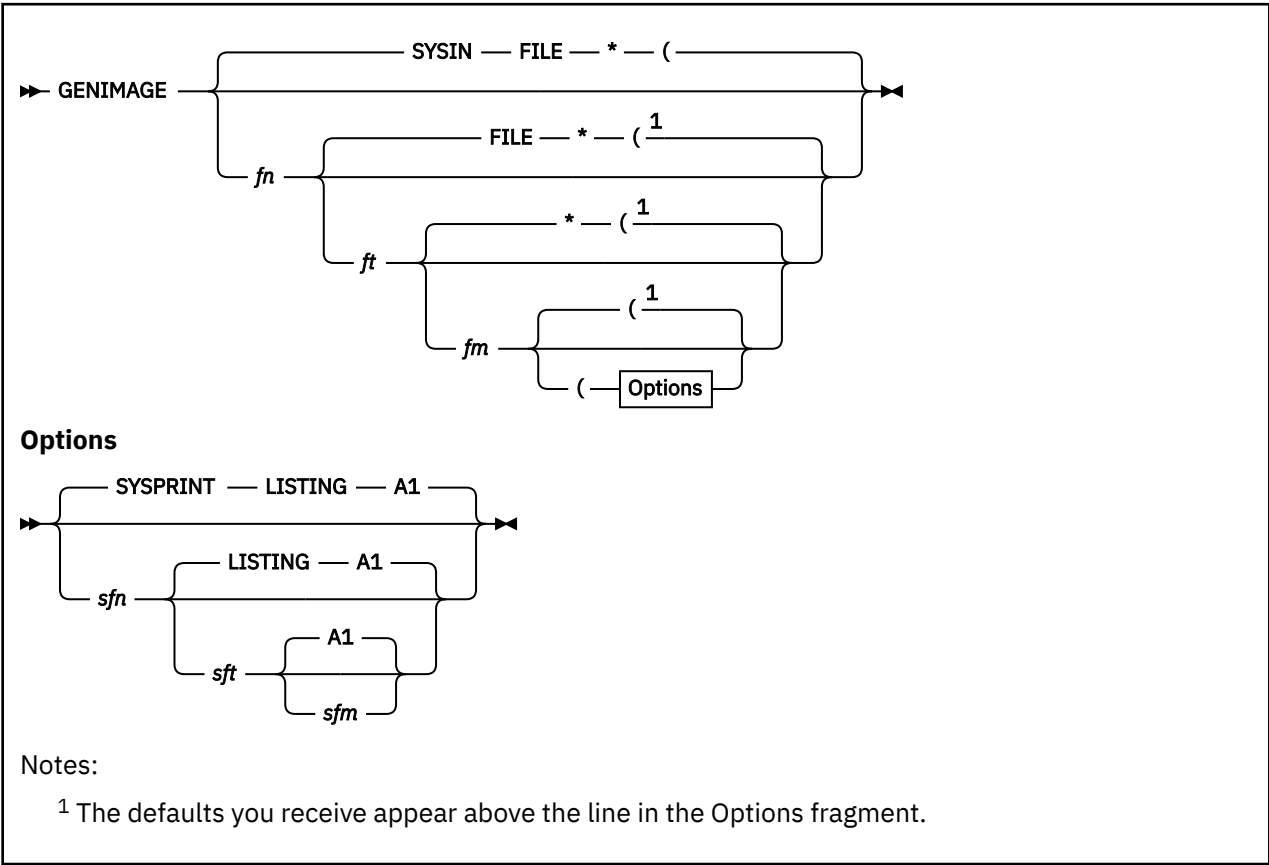 SYSIN FILE * (
GENIMAGE
FILE * ( 1
fn
* ( 1
ft
( 1
fm
( Options
Options
SYSPRINT LISTING A1
LISTING A1
sfn
A1
sft
sfm
Notes:
1 The defaults you receive appear above the line in the Options fragment.